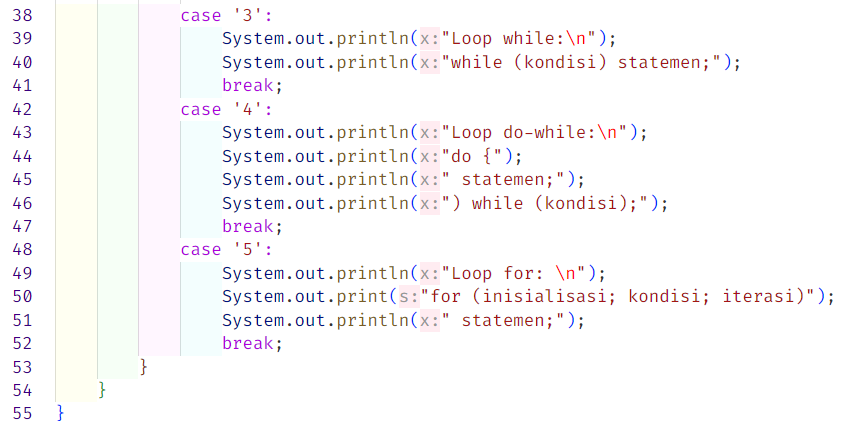 38 case '3':
39 System.out.println(x:"Loop while:\n");
40 System.out.println(x:"while (kondisi) statemen;");
41 break;
42 case '4':
43 System.out.println(x:"Loop do-while:\n");
44 System.out.println(x:"do {");
45 System.out.println(x:" statemen;");
46 System.out.println(x:") while (kondisi);");
47 break;
48 case '5':
49 System.out.println(x:"Loop for: \n");
50 System.out.print(s:"for (inisialisasi; kondisi; iterasi)");
51 System.out.println(x:" statemen;");
52 break;
53 }
54 }
55 }